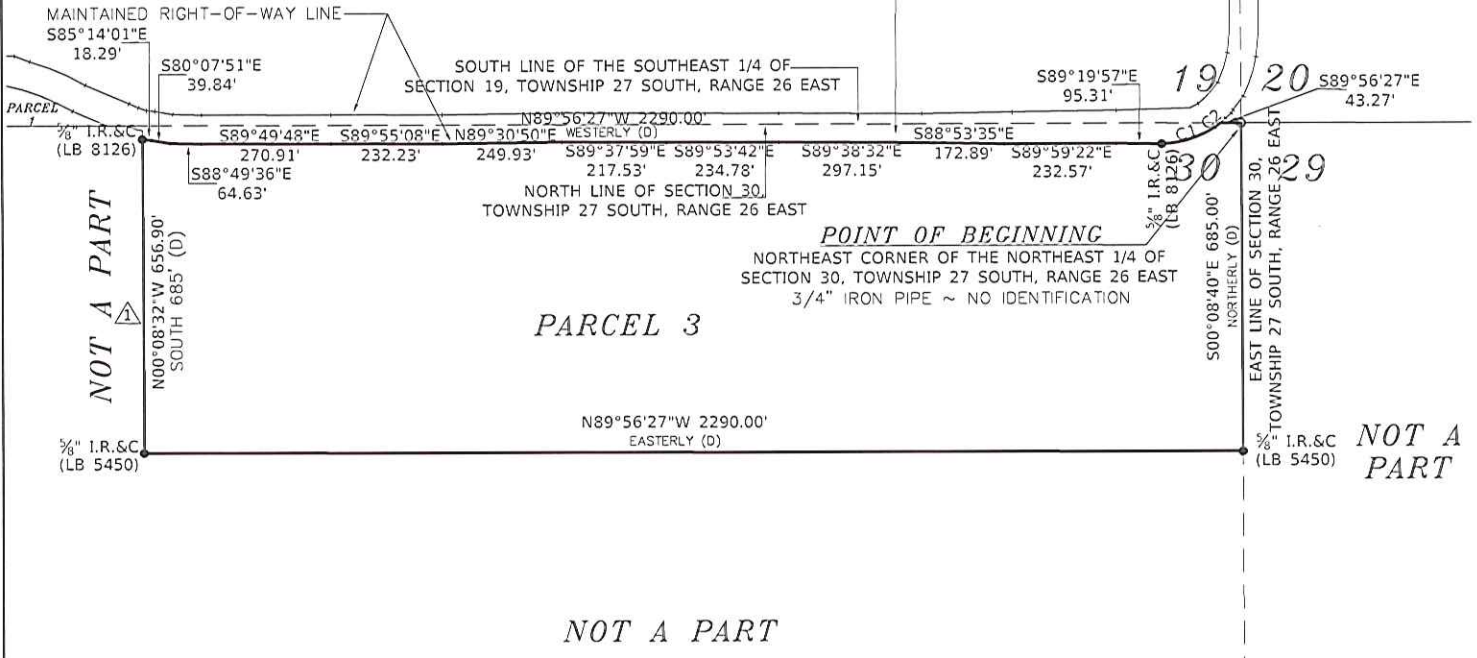 MAINTAINED RIGHT-OF-WAY LINE
S85°14'01"E
18.29'
S80°07'51"E
39.84'
SOUTH LINE OF THE SOUTHEAST 1/4 OF
SECTION 19, TOWNSHIP 27 SOUTH, RANGE 26 EAST
S89°19'57"E
95.31'
19
20
S89°56'27"E
43.27'
PARCEL
1
⅝" I.R.&C
(LB 8126)
N89°56'27"W 2290.00'
WESTERLY (D)
S89°49'48"E
270.91'
S89°55'08"E
232.23'
N89°30'50"E
249.93'
S89°37'59"E
217.53'
S89°53'42"E
234.78'
S89°38'32"E
297.15'
S88°53'35"E
172.89'
S89°59'22"E
232.57'
C1
C2
S88°49'36"E
64.63'
NORTH LINE OF SECTION 30,
TOWNSHIP 27 SOUTH, RANGE 26 EAST
⅝" I.R.&C
(LB 8126)
30
29
POINT OF BEGINNING
NORTHEAST CORNER OF THE NORTHEAST 1/4 OF
SECTION 30, TOWNSHIP 27 SOUTH, RANGE 26 EAST
3/4" IRON PIPE ~ NO IDENTIFICATION
NOT A PART
1
N00°08'32"W 656.90'
SOUTH 685' (D)
PARCEL 3
S00°08'40"E 685.00'
NORTHERLY (D)
EAST LINE OF SECTION 30,
TOWNSHIP 27 SOUTH, RANGE 26 EAST
N89°56'27"W 2290.00'
EASTERLY (D)
⅝" I.R.&C
(LB 5450)
⅝" I.R.&C
(LB 5450)
NOT A
PART
NOT A PART